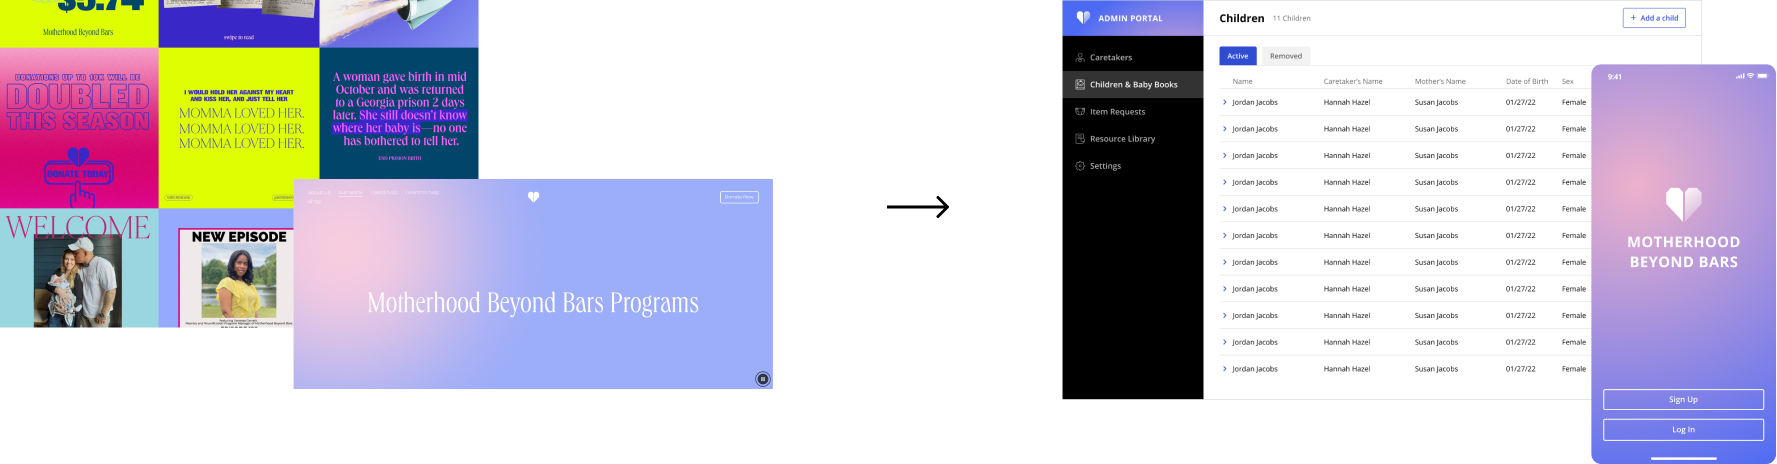 $5.74
Motherhood Beyond Bars
swipe to read
DONATIONS UP TO 10K WILL BE
DOUBLED
THIS SEASON
DONATE TODAY!
I WOULD HOLD HER AGAINST MY HEART
AND KISS HER, AND JUST TELL HER
MOMMA LOVED HER.
MOMMA LOVED HER.
MOMMA LOVED HER.
A woman gave birth in mid
October and was returned
to a Georgia prison 2 days
later. She still doesn't know
where her baby is—no one
has bothered to tell her.
END PRISON BIRTH
WELCOME
NEW EPISODE
Donate Now
Motherhood Beyond Bars Programs
ADMIN PORTAL
Caretakers
Children & Baby Books
Item Requests
Resource Library
Settings
Children 11 Children
+ Add a child
Active Removed
Name Caretaker's Name Mother's Name Date of Birth Sex
Jordan Jacobs Hannah Hazel Susan Jacobs 01/27/22 Female
Jordan Jacobs Hannah Hazel Susan Jacobs 01/27/22 Female
Jordan Jacobs Hannah Hazel Susan Jacobs 01/27/22 Female
Jordan Jacobs Hannah Hazel Susan Jacobs 01/27/22 Female
Jordan Jacobs Hannah Hazel Susan Jacobs 01/27/22 Female
Jordan Jacobs Hannah Hazel Susan Jacobs 01/27/22 Female
Jordan Jacobs Hannah Hazel Susan Jacobs 01/27/22 Female
Jordan Jacobs Hannah Hazel Susan Jacobs 01/27/22 Female
Jordan Jacobs Hannah Hazel Susan Jacobs 01/27/22 Female
Jordan Jacobs Hannah Hazel Susan Jacobs 01/27/22 Female
Jordan Jacobs Hannah Hazel Susan Jacobs 01/27/22 Female
9:41
MOTHERHOOD
BEYOND BARS
Sign Up
Log In